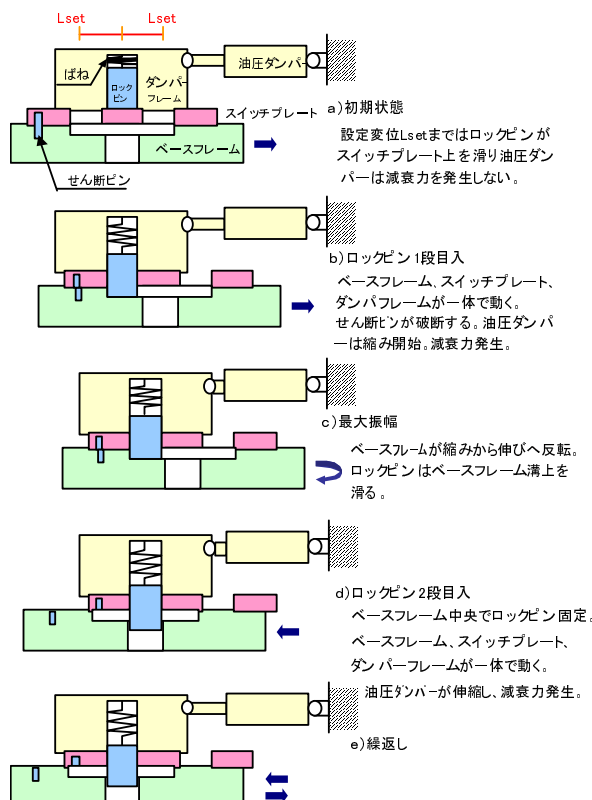 Lset
Lset
ばね
ロック
ピン
ダンパー
フレーム
油圧ダンパー
スイッチプレート
ベースフレーム
せん断ピン
a)初期状態
設定変位Lsetまではロックピンが
スイッチプレート上を滑り油圧ダン
パーは減衰力を発生しない。
b)ロックピン1段目入
ベースフレーム、スイッチプレート、
ダンパフレームが一体で動く。
せん断ピンが破断する。油圧ダンパ
ーは縮み開始。減衰力発生。
c)最大振幅
ベースフレームが縮みから伸びへ反転。
ロックピンはベースフレーム溝上を
滑る。
d)ロックピン2段目入
ベースフレーム中央でロックピン固定。
ベースフレーム、スイッチプレート、
ダンパーフレームが一体で動く。
油圧ダンパーが伸縮し、減衰力発生。
e)繰返し